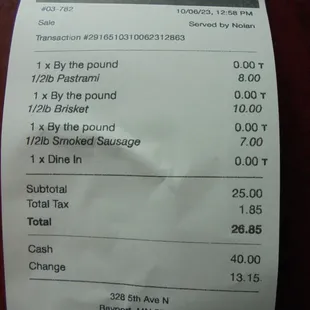 #03-782 10/06/23, 12:58 PM
Sale Served by Nolan
Transaction #2916510310062312863
1 x By the pound 0.00 T
1/2lb Pastrami 8.00
1 x By the pound 0.00 T
1/2lb Brisket 10.00
1 x By the pound 0.00 T
1/2lb Smoked Sausage 7.00
1 x Dine In 0.00 T
Subtotal 25.00
Total Tax 1.85
Total 26.85
Cash 40.00
Change 13.15
328 5th Ave N
Bayport, MN